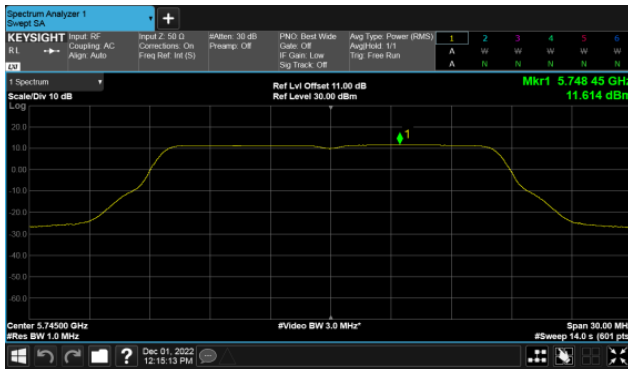 Spectrum Analyzer 1
Swept SA
KEYSIGHT
RL
LXI
Input: RF
Coupling: AC
Align: Auto
Input Z: 50 Ω
Corrections: On
Freq Ref: Int (S)
#Atten: 30 dB
Preamp: Off
PNO: Best Wide
Gate: Off
IF Gain: Low
Sig Track: Off
Avg Type: Power (RMS)
Avg|Hold: 1/1
Trig: Free Run
1 2 3 4 5 6
A W W W W W
A N N N N N
1 Spectrum
Scale/Div 10 dB
Ref Lvl Offset 11.00 dB
Ref Level 30.00 dBm
Mkr1 5.748 45 GHz
11.614 dBm
Log
20.0
10.0
0.00
-10.0
-20.0
-30.0
-40.0
-50.0
-60.0
1
Center 5.74500 GHz
#Res BW 1.0 MHz
#Video BW 3.0 MHz*
Span 30.00 MHz
#Sweep 14.0 s (601 pts)
?
Dec 01, 2022
12:15:13 PM